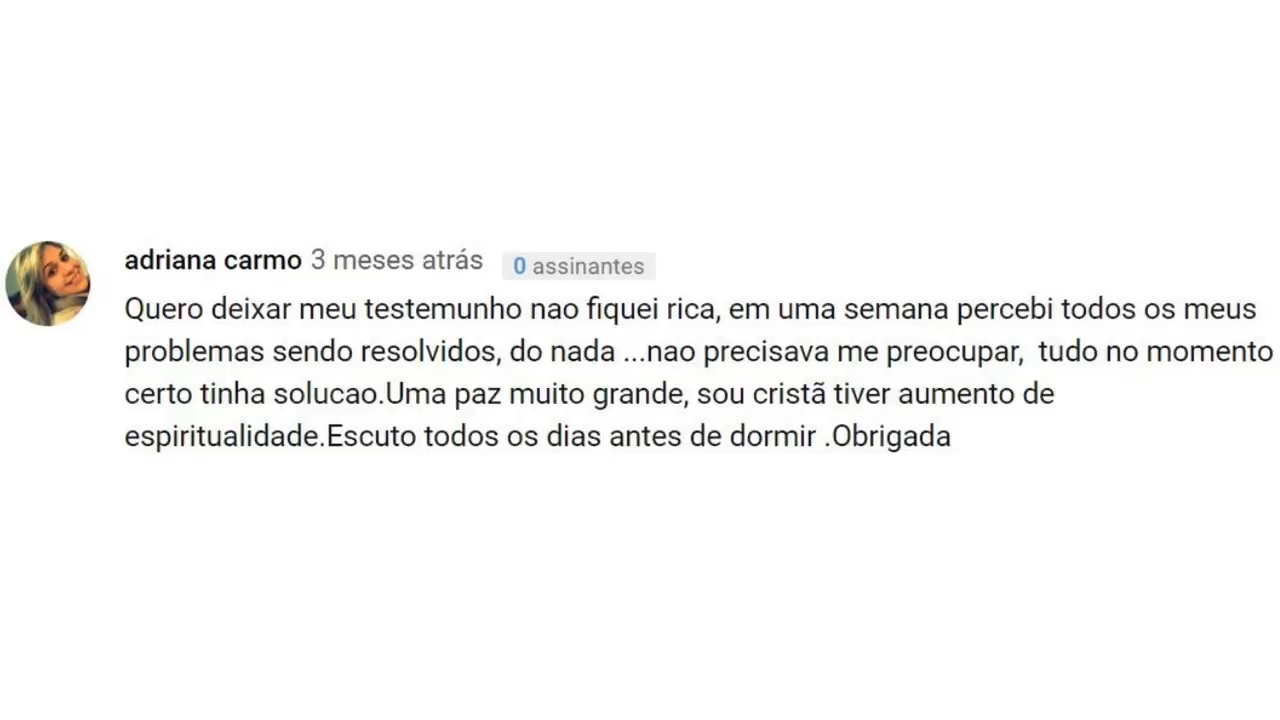 adriana carmo 3 meses atrás 0 assinantes
Quero deixar meu testemunho nao fiquei rica, em uma semana percebi todos os meus
problemas sendo resolvidos, do nada ...nao precisava me preocupar,  tudo no momento
certo tinha solucao.Uma paz muito grande, sou cristã tiver aumento de
espiritualidade.Escuto todos os dias antes de dormir .Obrigada